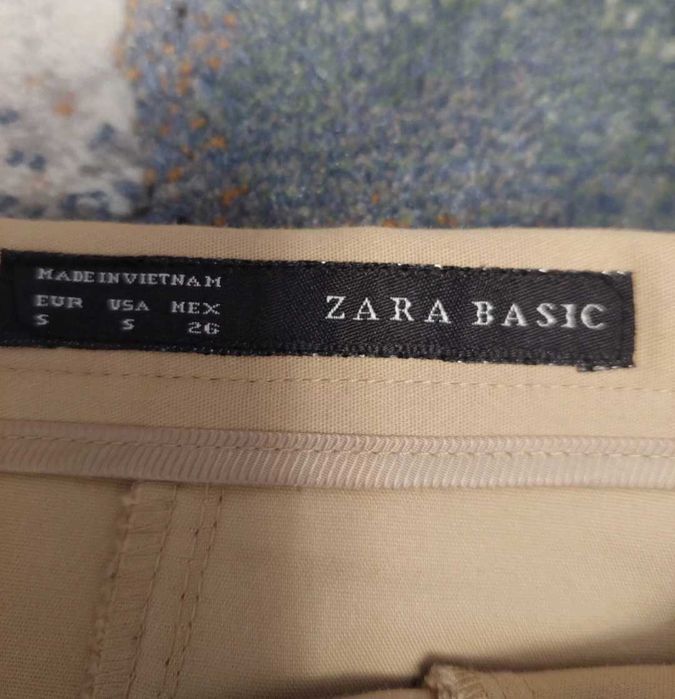 MADE IN VIETNAM
EUR USA MEX
S S 26
ZARA BASIC